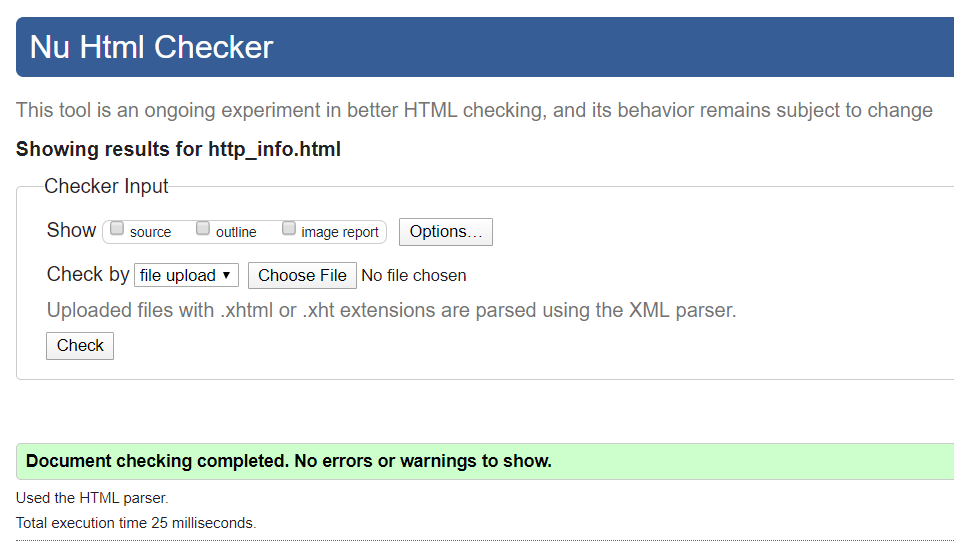 Nu Html Checker
This tool is an ongoing experiment in better HTML checking, and its behavior remains subject to change
Showing results for http_info.html
Checker Input
Show source outline image report Options...
Check by file upload Choose File No file chosen
Uploaded files with .xhtml or .xht extensions are parsed using the XML parser.
Check
Document checking completed. No errors or warnings to show.
Used the HTML parser.
Total execution time 25 milliseconds.